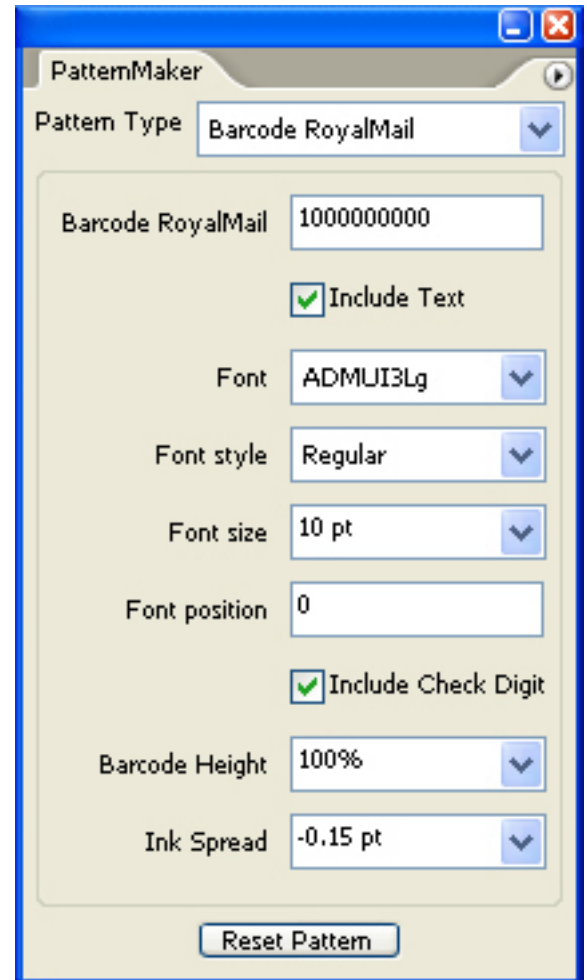 PatternMaker
Pattern Type Barcode RoyalMail
Barcode RoyalMail 1000000000
Include Text
Font ADMUI3Lg
Font style Regular
Font size 10 pt
Font position 0
Include Check Digit
Barcode Height 100%
Ink Spread -0.15 pt
Reset Pattern